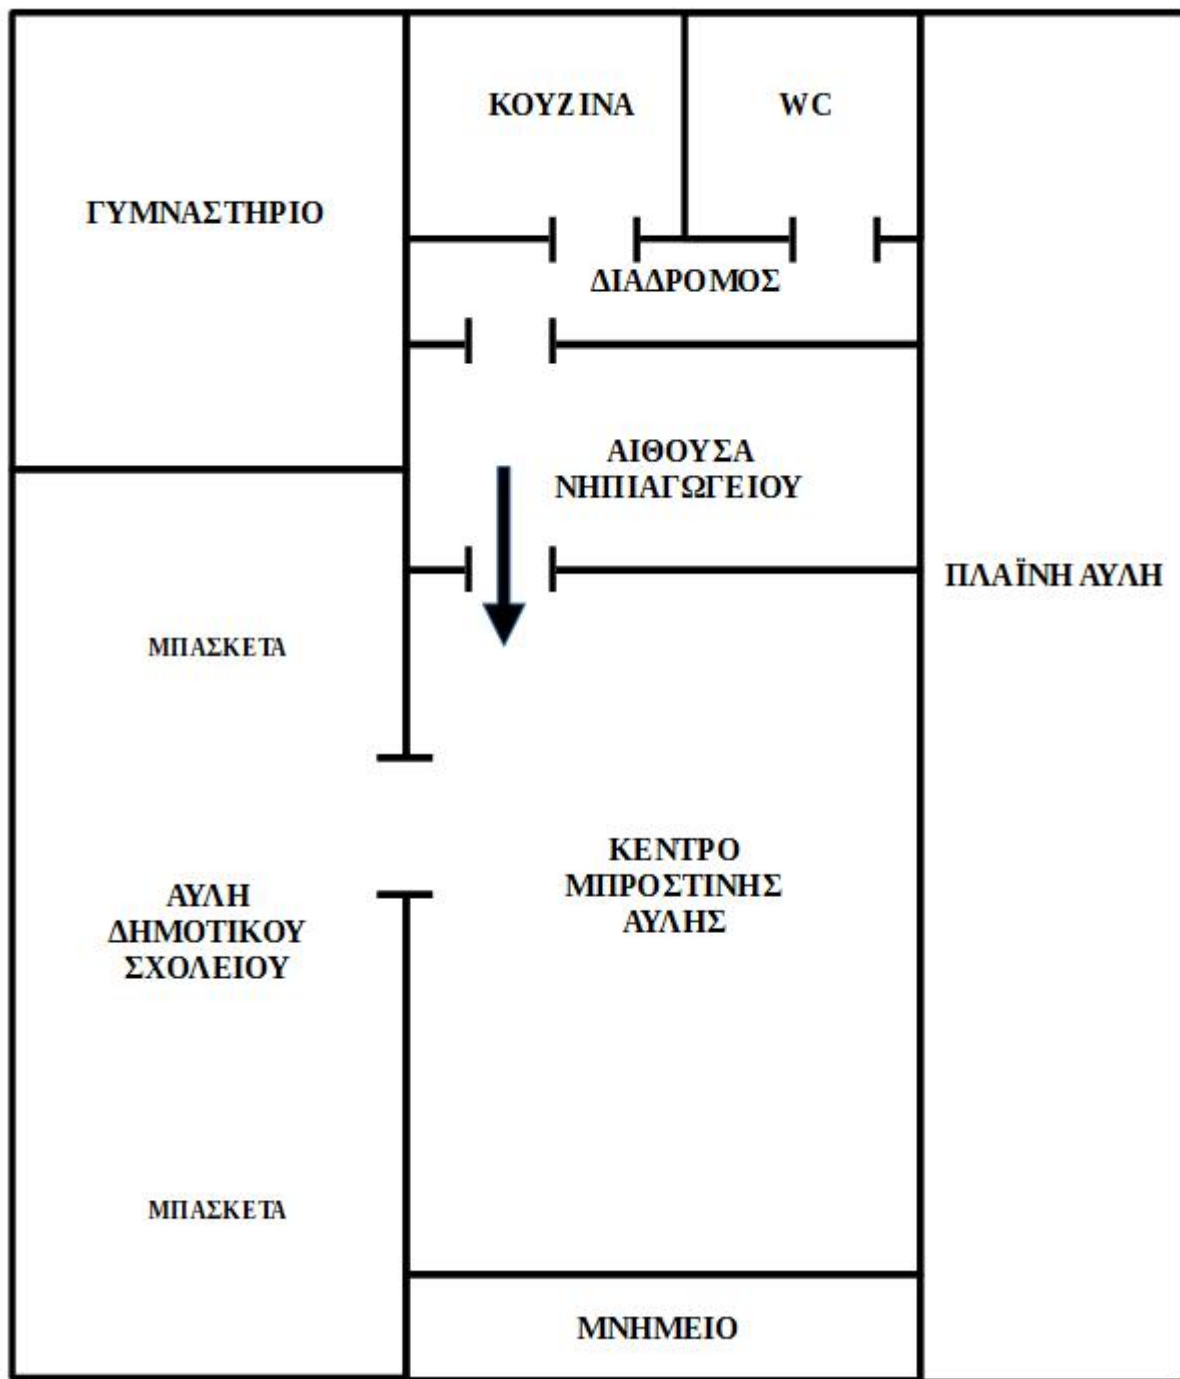 ΚΟΥΖΙΝΑ
WC
ΓΥΜΝΑΣΤΗΡΙΟ
ΔΙΑΔΡΟΜΟΣ
ΑΙΘΟΥΣΑ
ΝΗΠΙΑΓΩΓΕΙΟΥ
ΠΛΑΪΝΗ ΑΥΛΗ
ΜΠΑΣΚΕΤΑ
ΚΕΝΤΡΟ
ΜΠΡΟΣΤΙΝΗΣ
ΑΥΛΗΣ
ΑΥΛΗ
ΔΗΜΟΤΙΚΟΥ
ΣΧΟΛΕΙΟΥ
ΜΠΑΣΚΕΤΑ
ΜΝΗΜΕΙΟ